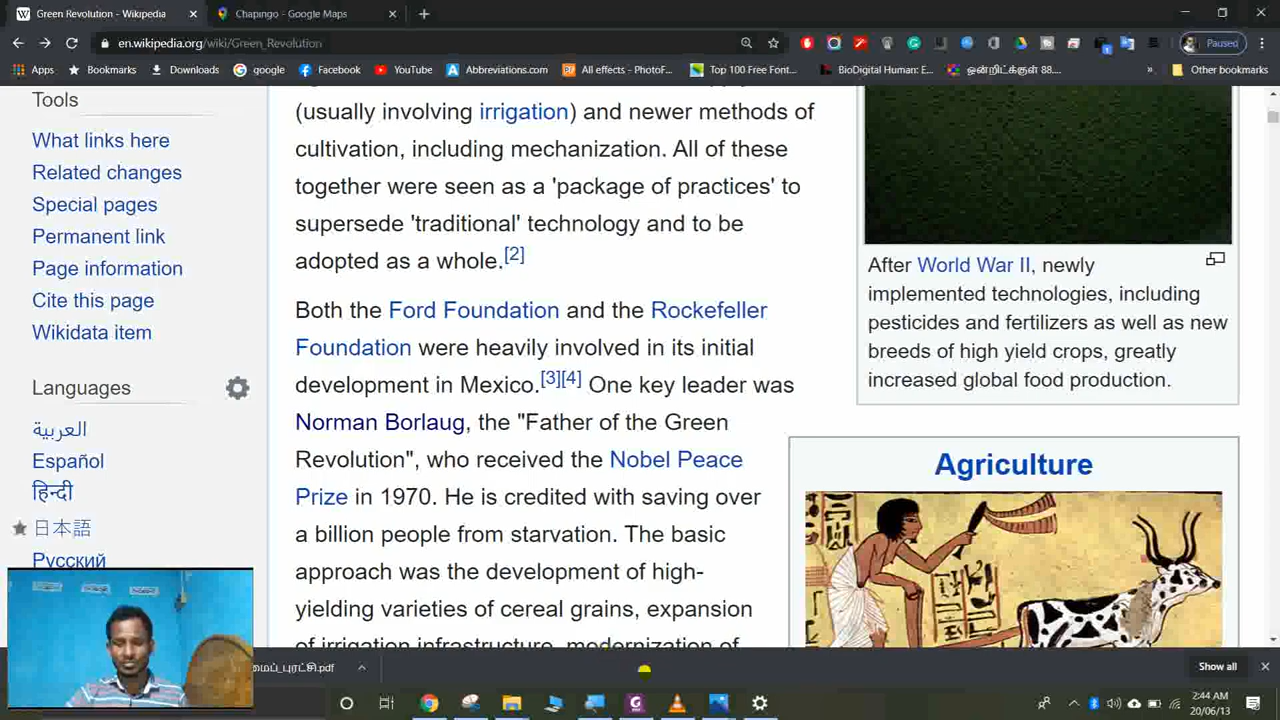 Green Revolution - Wikipedia
Chapingo - Google Maps
en.wikipedia.org/wiki/Green_Revolution
Paused
Apps
Bookmarks
Downloads
google
Facebook
YouTube
Abbreviations.com
All effects - PhotoF...
Top 100 Free Font...
BioDigital Human: E...
ஒன்றிட்க்குள் 88....
Other bookmarks
Tools
What links here
Related changes
Special pages
Permanent link
Page information
Cite this page
Wikidata item
Languages
العربية
Español
हिन्दी
日本語
Русский
(usually involving irrigation) and newer methods of
cultivation, including mechanization. All of these
together were seen as a 'package of practices' to
supersede 'traditional' technology and to be
adopted as a whole.[2]
Both the Ford Foundation and the Rockefeller
Foundation were heavily involved in its initial
development in Mexico.[3][4] One key leader was
Norman Borlaug, the "Father of the Green
Revolution", who received the Nobel Peace
Prize in 1970. He is credited with saving over
a billion people from starvation. The basic
approach was the development of high-
yielding varieties of cereal grains, expansion
of irrigation infrastructure, modernization of
After World War II, newly
implemented technologies, including
pesticides and fertilizers as well as new
breeds of high yield crops, greatly
increased global food production.
Agriculture
மைப்_புரட்சி.pdf
Show all
2:44 AM
20/06/13